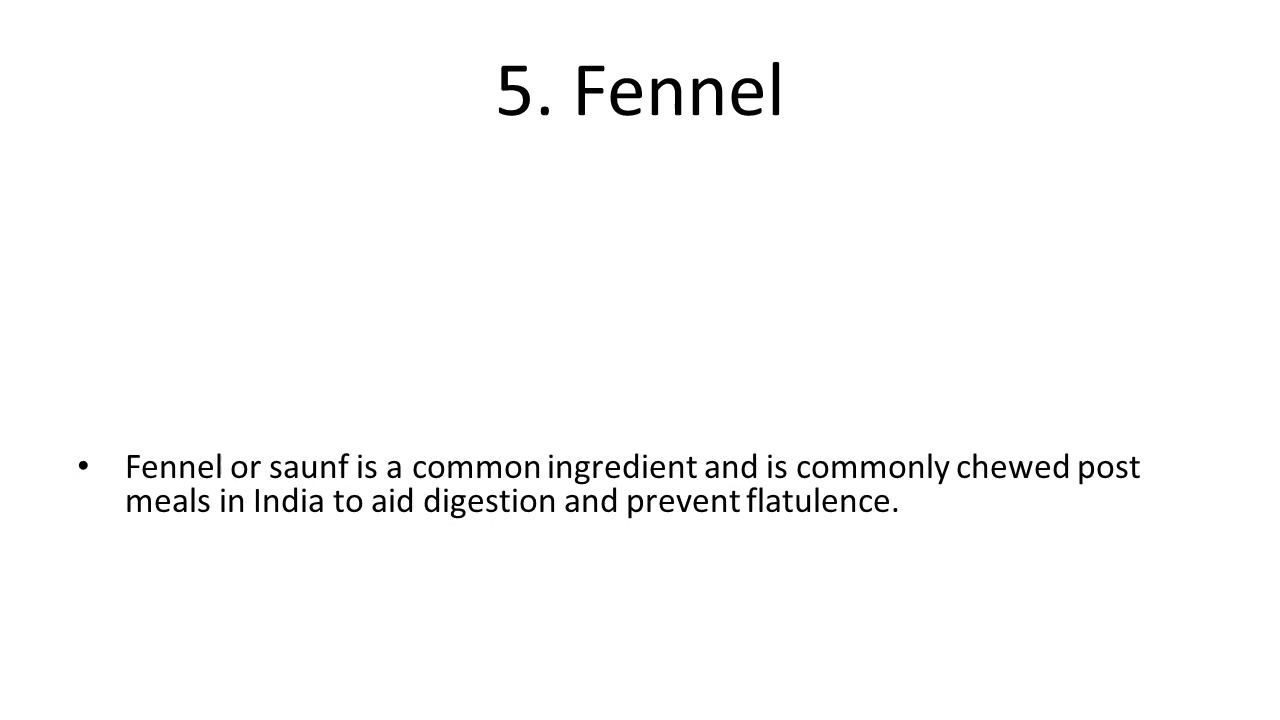 5. Fennel
• Fennel or saunf is a common ingredient and is commonly chewed post
meals in India to aid digestion and prevent flatulence.